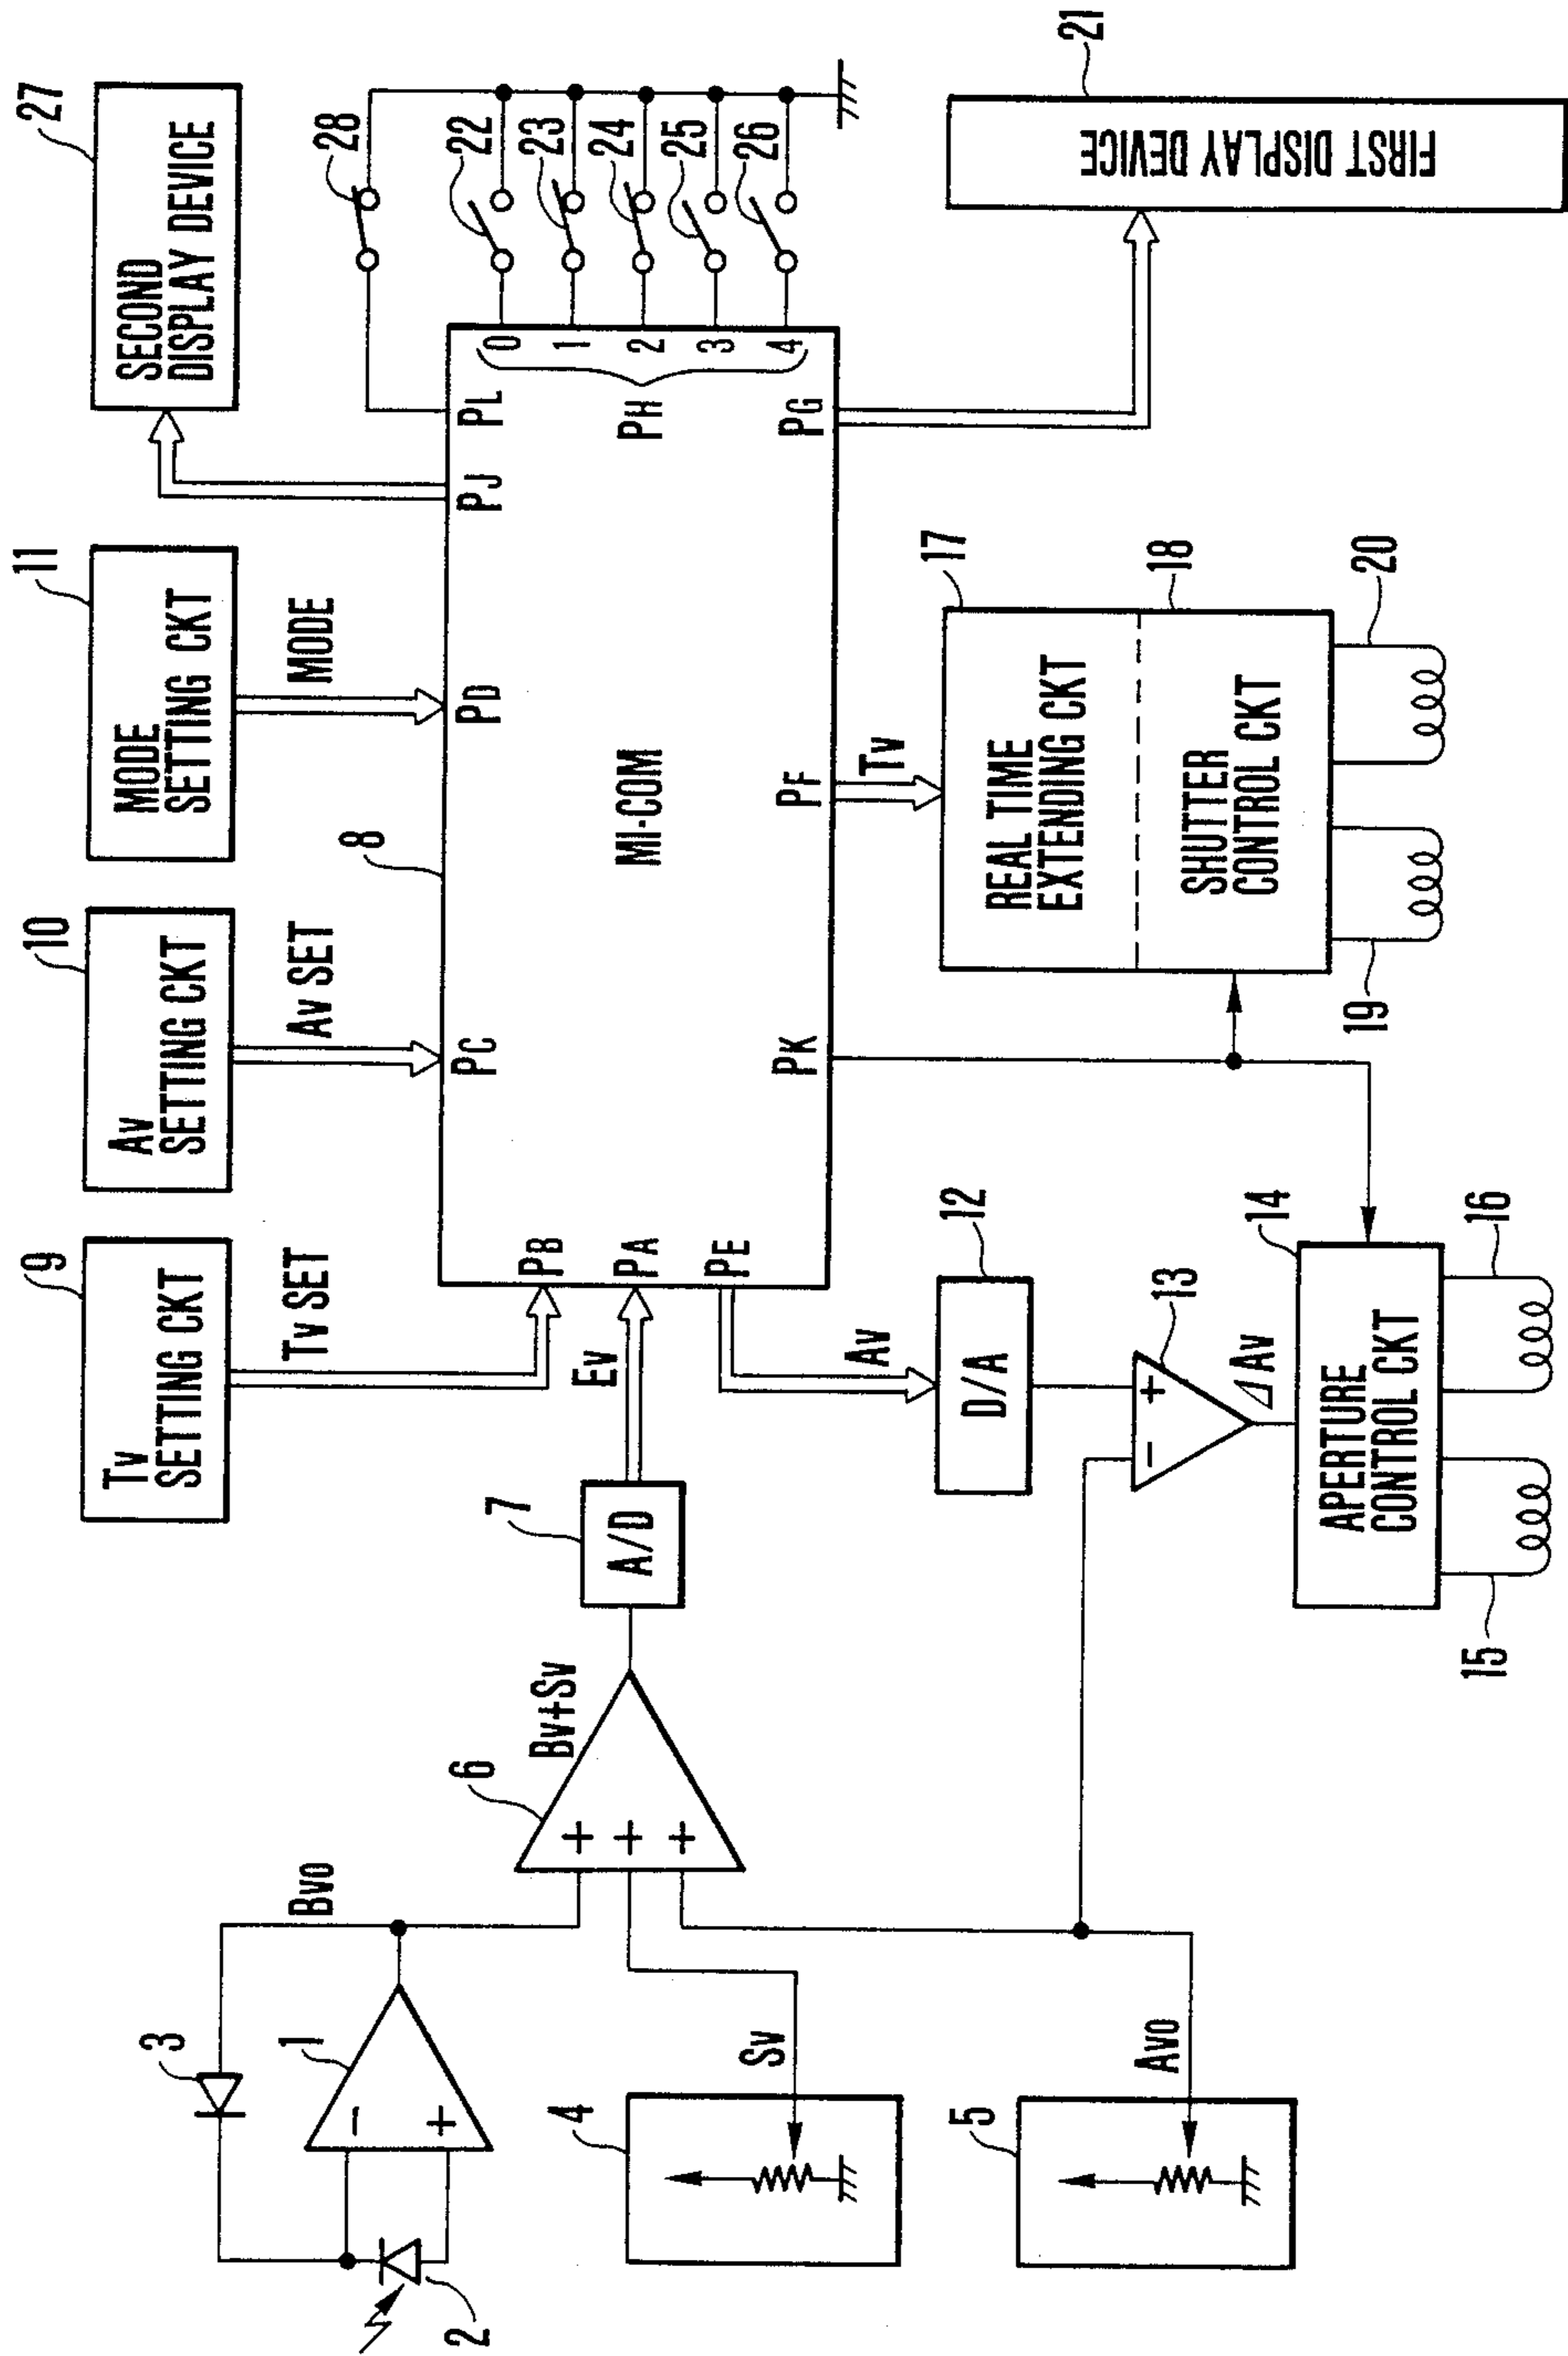 3
Bvo
1
−
+
2
4
Sv
5
Avo
6
+
+
+
Bv+Sv
7
A/D
Ev
9
Tv
SETTING CKT
Tv SET
10
Av
SETTING CKT
Av SET
11
MODE
SETTING CKT
MODE
27
SECOND
DISPLAY DEVICE
8
MI-COM
PB
PA
PE
PC
PD
PJ
PL
PK
PF
PH
PG
0
1
2
3
4
28
22
23
24
25
26
Av
12
D/A
13
−
+
ΔAv
14
APERTURE
CONTROL CKT
15
16
Tv
17
REAL TIME
EXTENDING CKT
18
SHUTTER
CONTROL CKT
19
20
21
FIRST DISPLAY DEVICE